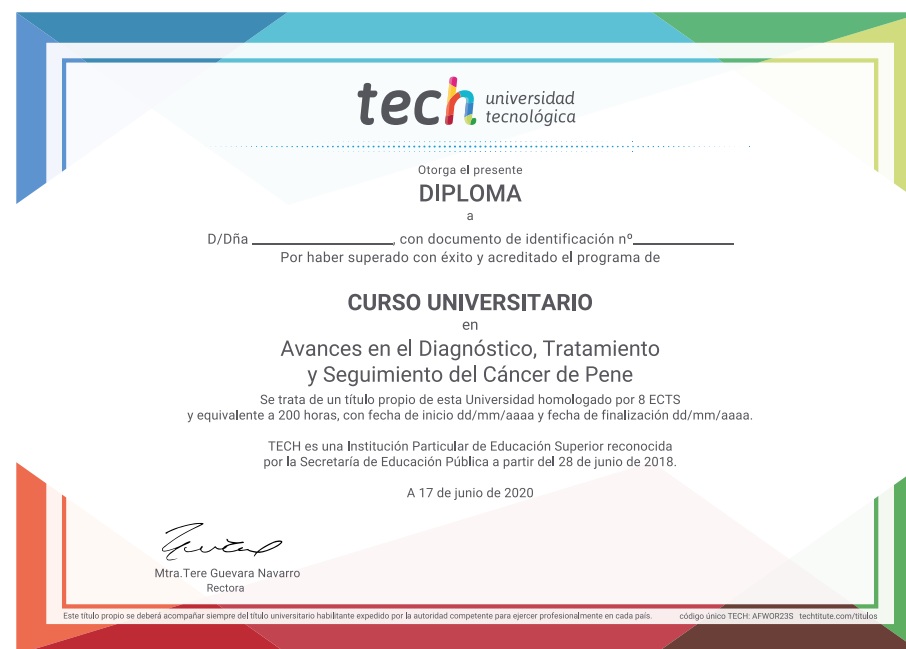 tech universidad
tecnológica
Otorga el presente
DIPLOMA
a
D/Dña ____________________, con documento de identificación nº______________
Por haber superado con éxito y acreditado el programa de
CURSO UNIVERSITARIO
en
Avances en el Diagnóstico, Tratamiento
y Seguimiento del Cáncer de Pene
Se trata de un título propio de esta Universidad homologado por 8 ECTS
y equivalente a 200 horas, con fecha de inicio dd/mm/aaaa y fecha de finalización dd/mm/aaaa.
TECH es una Institución Particular de Educación Superior reconocida
por la Secretaría de Educación Pública a partir del 28 de junio de 2018.
A 17 de junio de 2020
Mtra.Tere Guevara Navarro
Rectora
Este título propio se deberá acompañar siempre del título universitario habilitante expedido por la autoridad competente para ejercer profesionalmente en cada país. código único TECH: AFWOR23S techtitute.com/titulos